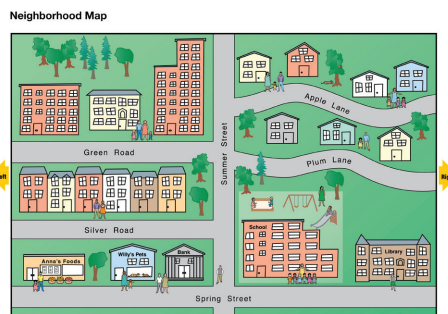 Neighborhood Map
Apple Lane
Summer Street
Green Road
Plum Lane
School
Silver Road
Library
Anna's Foods
Willy's Pets
Bank
Spring Street